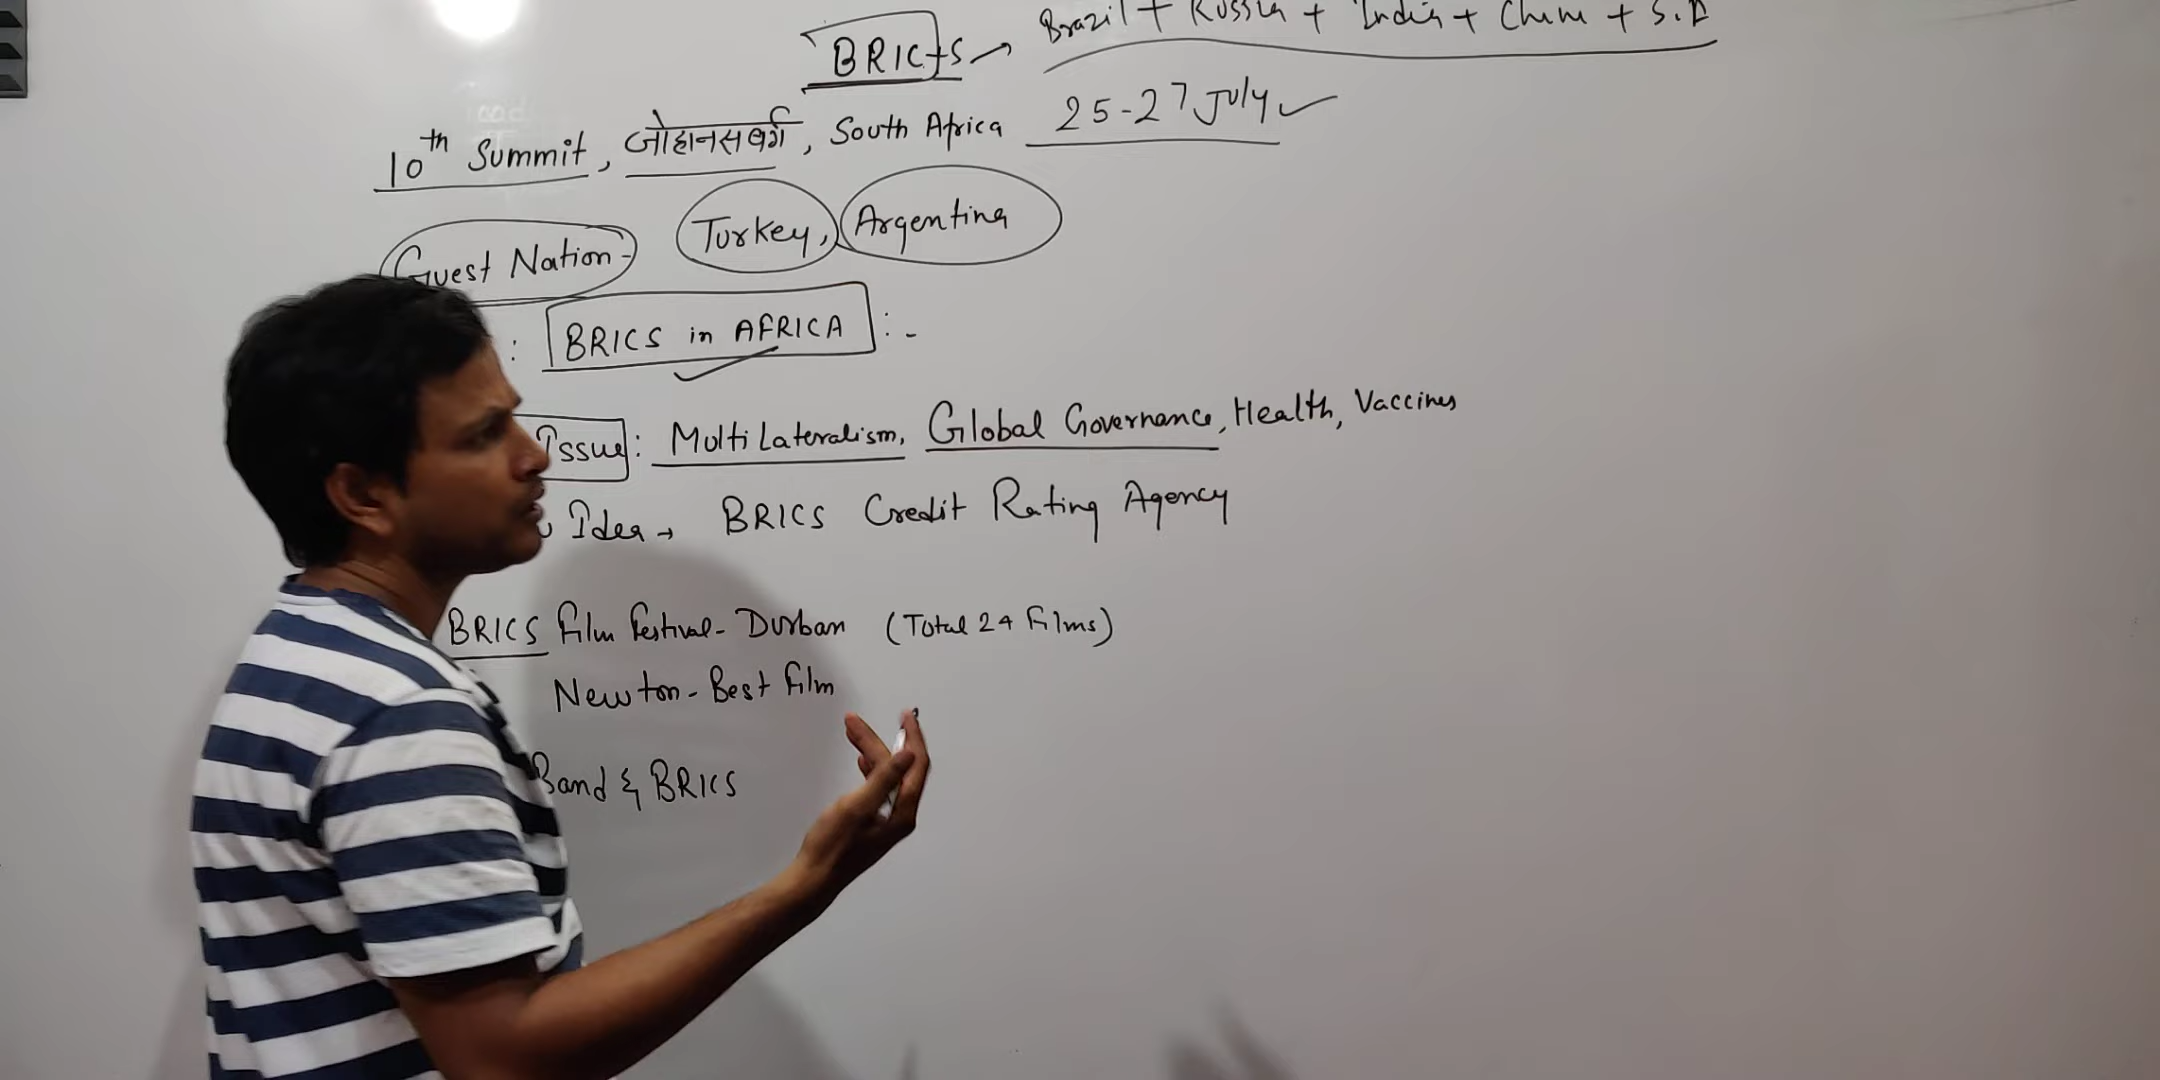 BRICS → Brazil + Russia + India + China + S.A
10th Summit, जोहानसबर्ग, South Africa 25-27 July
Guest Nation - Turkey, Argentina
: BRICS in AFRICA :-
Issue: MultiLateralism, Global Governance, Health, Vaccines
Idea → BRICS Credit Rating Agency
BRICS Film Festival - Durban (Total 24 Films)
Newton - Best Film
Band & BRICS